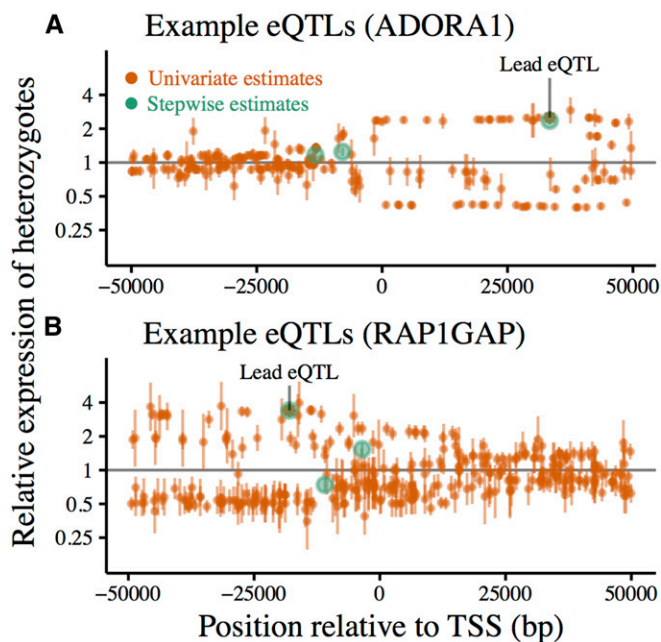 A
Example eQTLs (ADORA1)
Lead eQTL
Univariate estimates
Stepwise estimates
4
2
1
0.5
0.25
−50000 −25000 0 25000 50000
B
Example eQTLs (RAP1GAP)
Lead eQTL
4
2
1
0.5
0.25
−50000 −25000 0 25000 50000
Relative expression of heterozygotes
Position relative to TSS (bp)